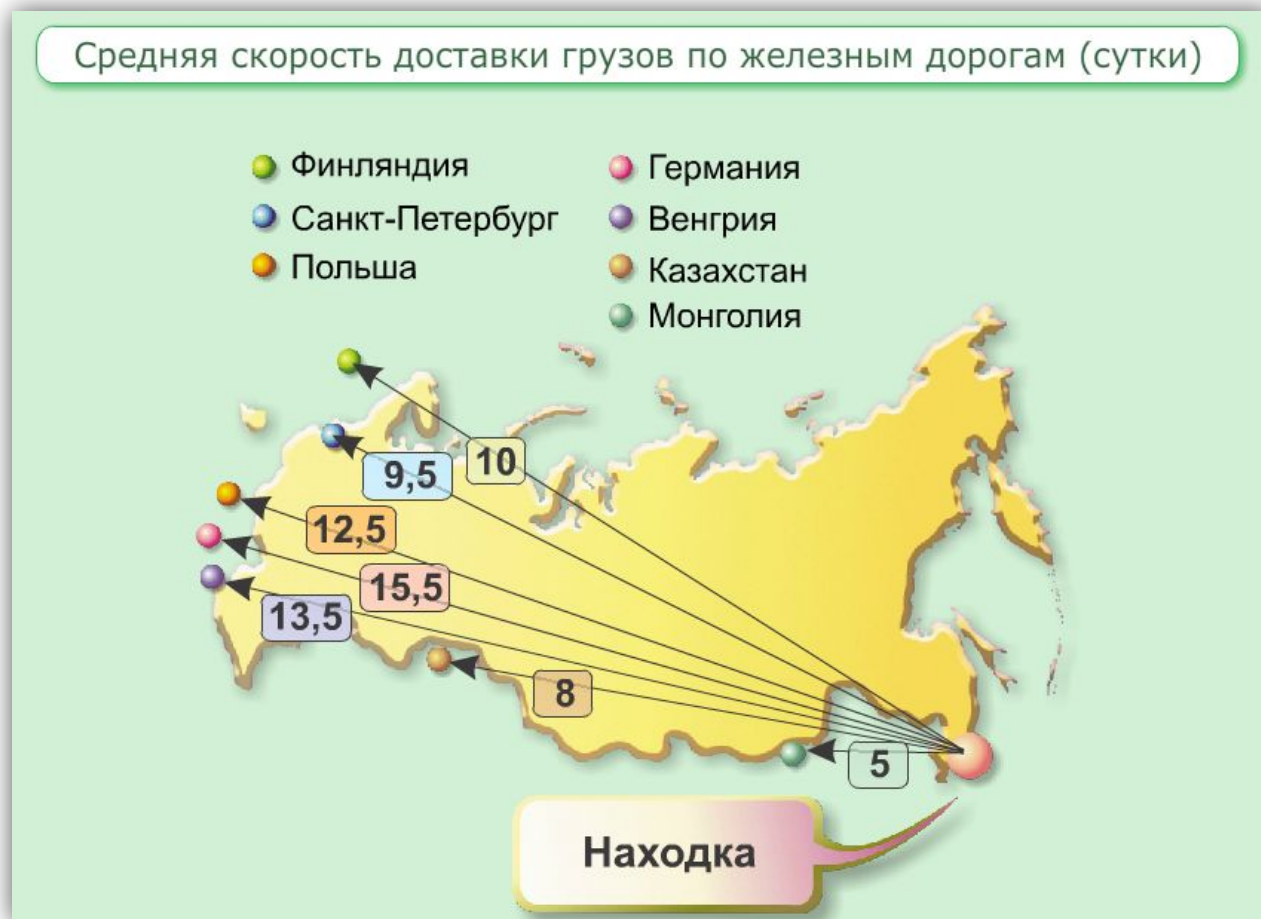 Средняя скорость доставки грузов по железным дорогам (сутки)
Финляндия
Санкт-Петербург
Польша
Германия
Венгрия
Казахстан
Монголия
10
9,5
12,5
15,5
13,5
8
5
Находка